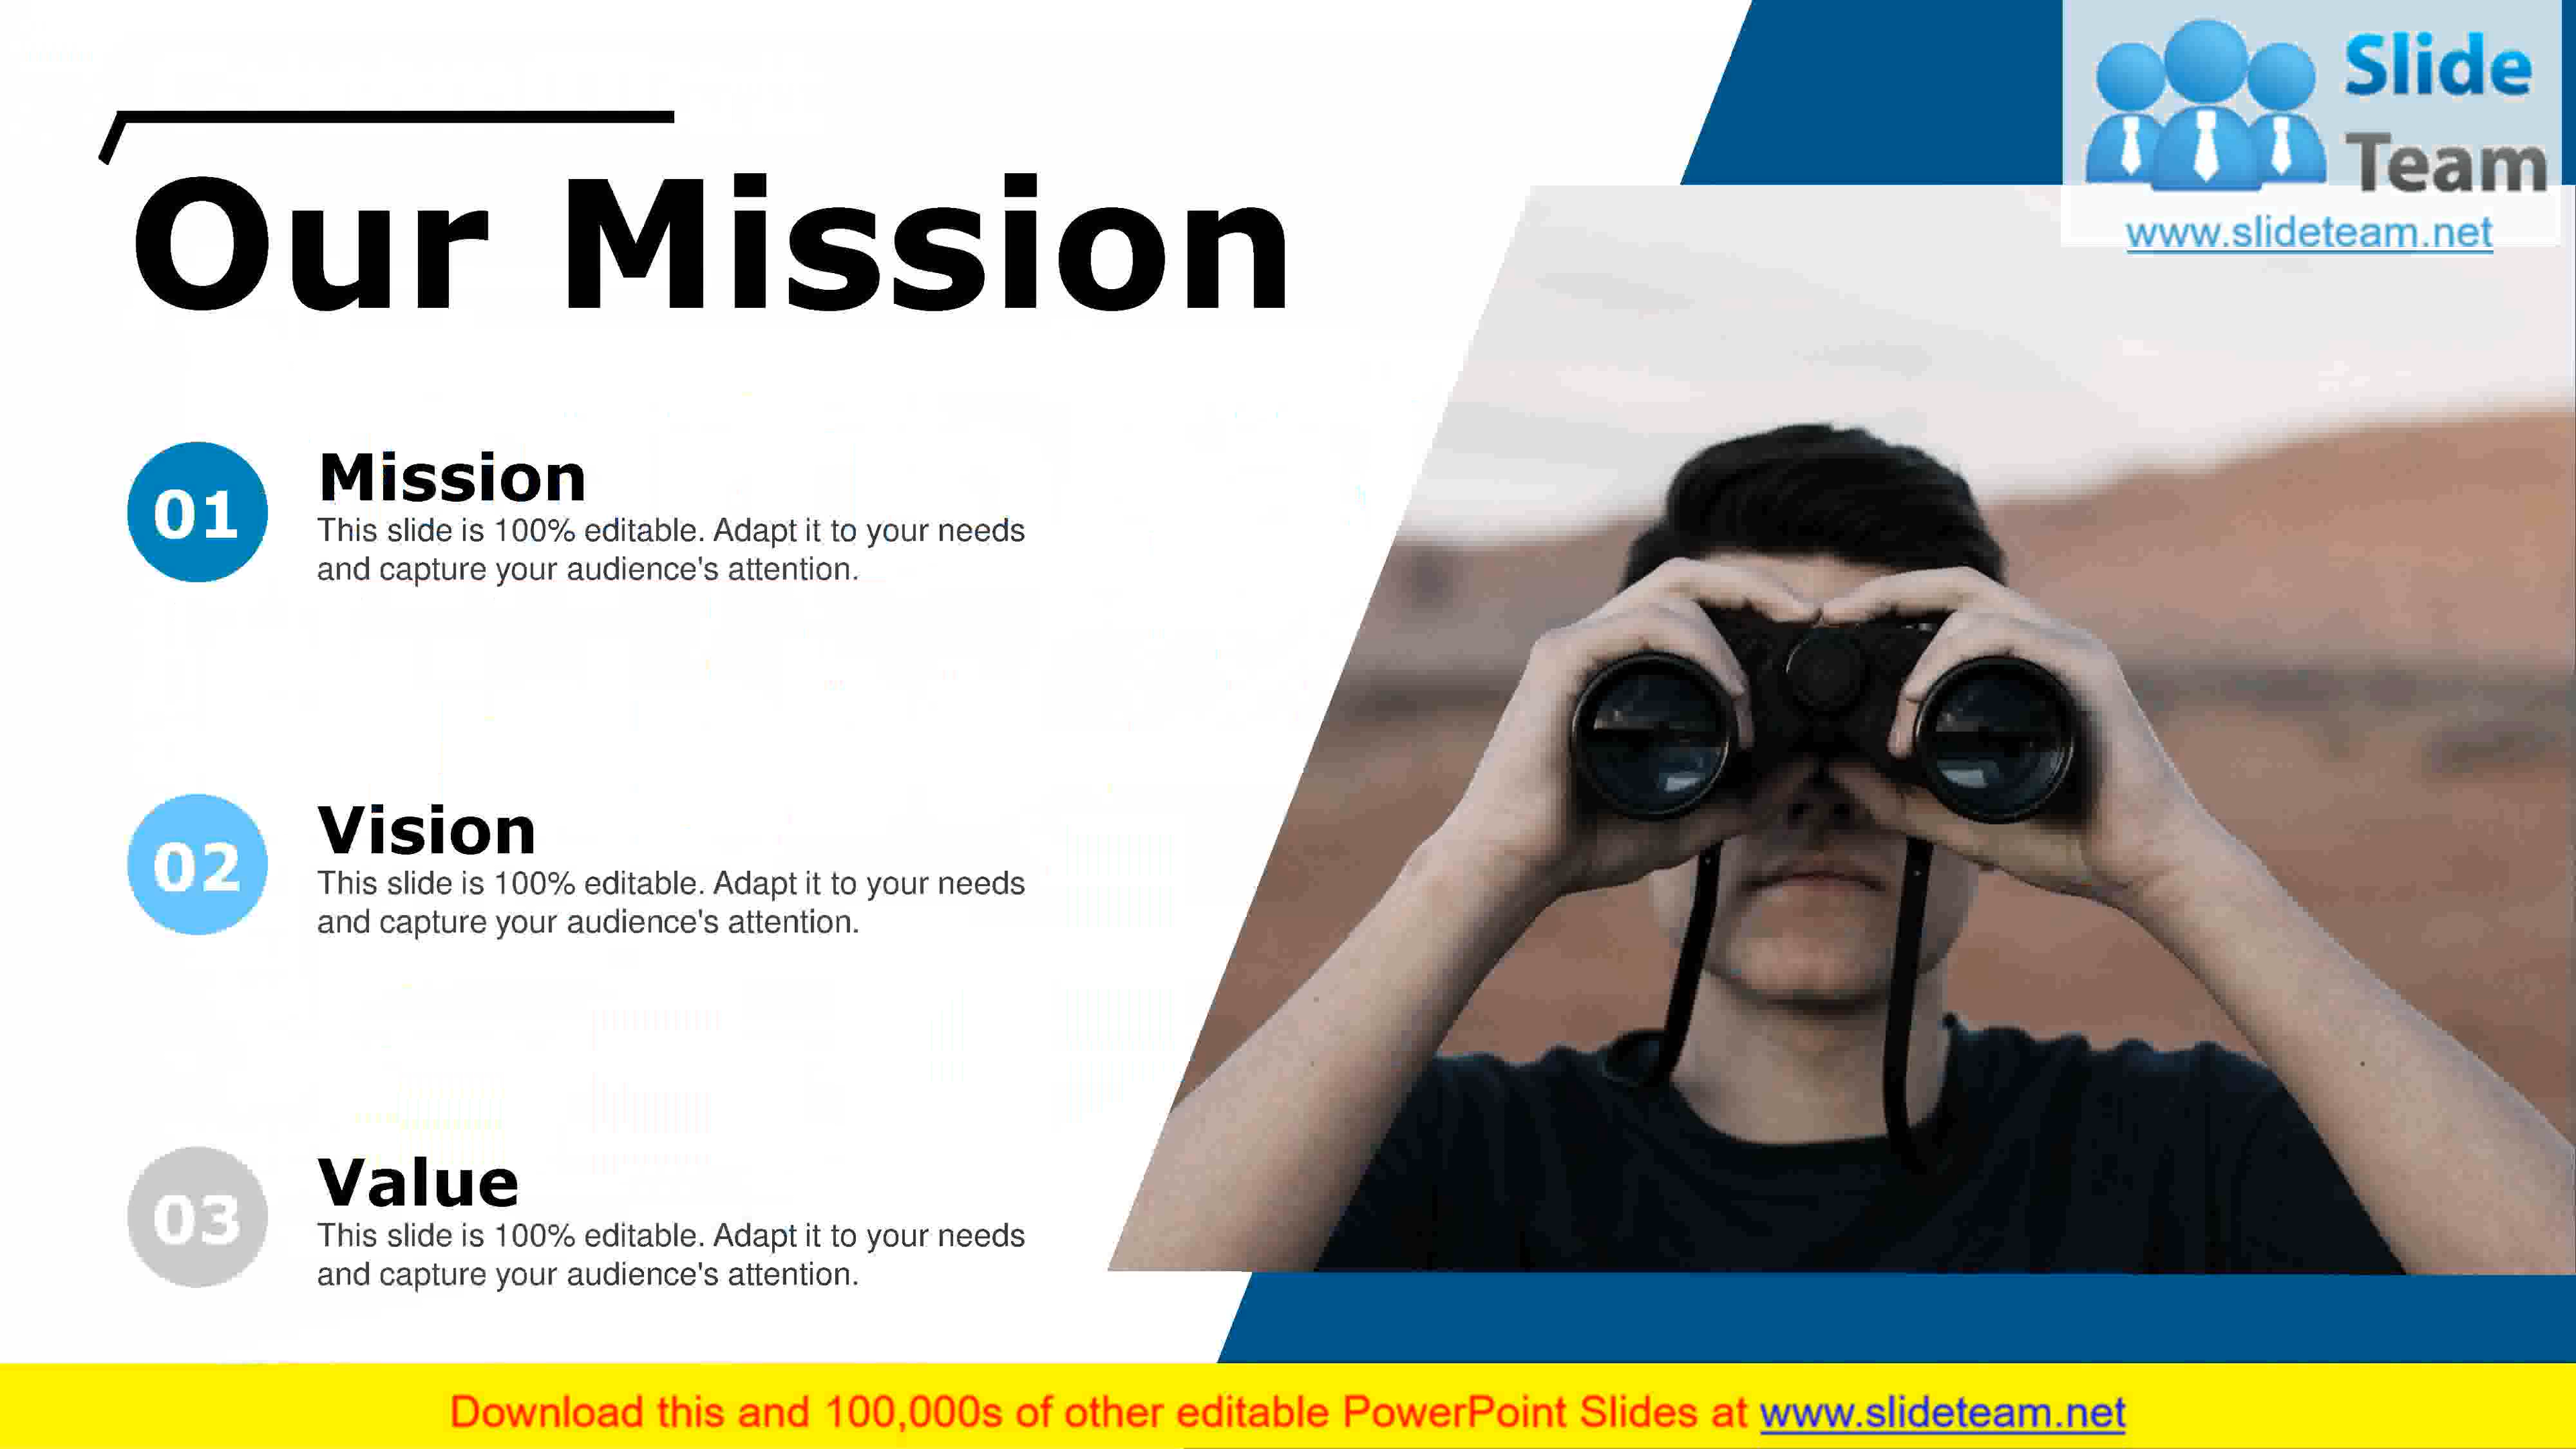 Slide
Team
www.slideteam.net
Our Mission
01
Mission
This slide is 100% editable. Adapt it to your needs
and capture your audience's attention.
02
Vision
This slide is 100% editable. Adapt it to your needs
and capture your audience's attention.
03
Value
This slide is 100% editable. Adapt it to your needs
and capture your audience's attention.
Download this and 100,000s of other editable PowerPoint Slides at www.slideteam.net